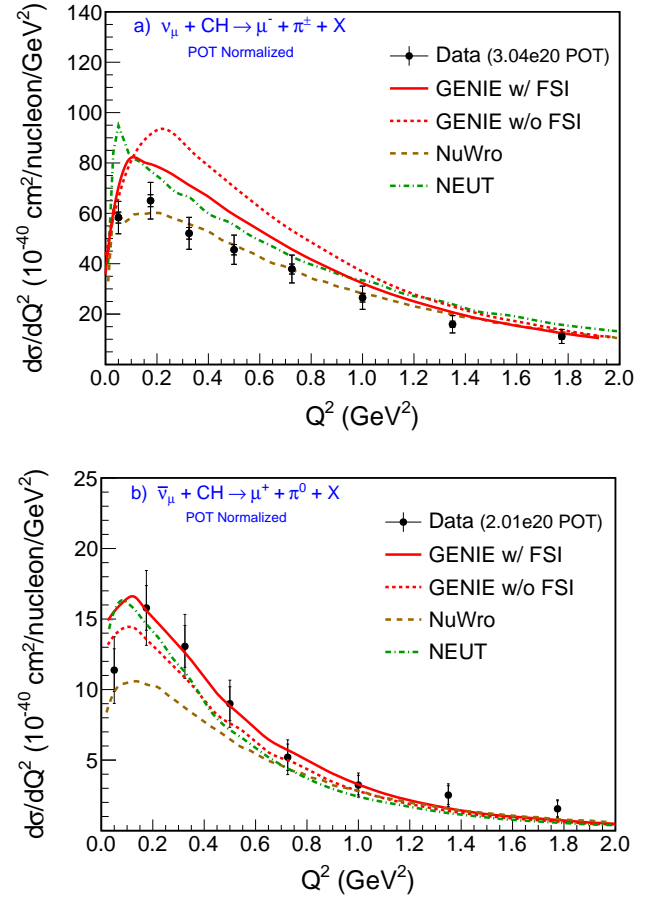 a) νμ + CH → μ⁻ + π± + X
POT Normalized
Data (3.04e20 POT)
GENIE w/ FSI
GENIE w/o FSI
NuWro
NEUT
dσ/dQ² (10⁻⁴⁰ cm²/nucleon/GeV²)
140
120
100
80
60
40
20
0.0 0.2 0.4 0.6 0.8 1.0 1.2 1.4 1.6 1.8 2.0
Q² (GeV²)
b) ν̄μ + CH → μ⁺ + π⁰ + X
POT Normalized
Data (2.01e20 POT)
GENIE w/ FSI
GENIE w/o FSI
NuWro
NEUT
dσ/dQ² (10⁻⁴⁰ cm²/nucleon/GeV²)
25
20
15
10
5
0
0.0 0.2 0.4 0.6 0.8 1.0 1.2 1.4 1.6 1.8 2.0
Q² (GeV²)